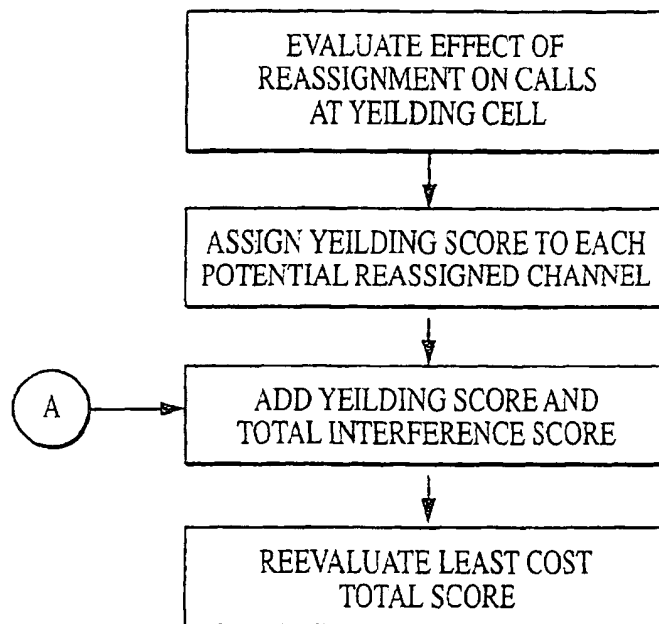 EVALUATE EFFECT OF
REASSIGNMENT ON CALLS
AT YEILDING CELL
ASSIGN YEILDING SCORE TO EACH
POTENTIAL REASSIGNED CHANNEL
A
ADD YEILDING SCORE AND
TOTAL INTERFERENCE SCORE
REEVALUATE LEAST COST
TOTAL SCORE